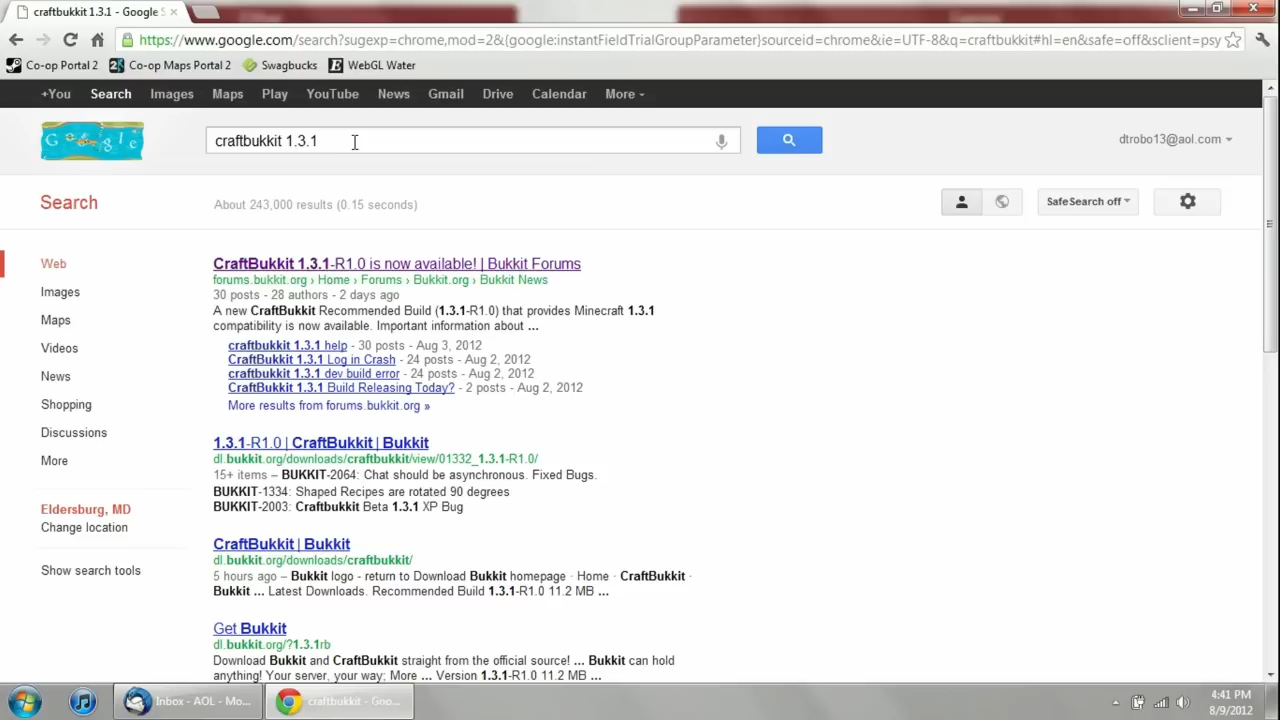 craftbukkit 1.3.1 - Google S
https://www.google.com/search?sugexp=chrome,mod=2&{google:instantFieldTrialGroupParameter}sourceid=chrome&ie=UTF-8&q=craftbukkit#hl=en&safe=off&sclient=psy
Co-op Portal 2 Co-op Maps Portal 2 Swagbucks WebGL Water
+You Search Images Maps Play YouTube News Gmail Drive Calendar More
Google
craftbukkit 1.3.1
dtrobo13@aol.com
Search
About 243,000 results (0.15 seconds)
SafeSearch off
Web
Images
Maps
Videos
News
Shopping
Discussions
More
Eldersburg, MD
Change location
Show search tools
CraftBukkit 1.3.1-R1.0 is now available! | Bukkit Forums
forums.bukkit.org › Home › Forums › Bukkit.org › Bukkit News
30 posts - 28 authors - 2 days ago
A new CraftBukkit Recommended Build (1.3.1-R1.0) that provides Minecraft 1.3.1
compatibility is now available. Important information about ...
craftbukkit 1.3.1 help - 30 posts - Aug 3, 2012
CraftBukkit 1.3.1 Log in Crash - 24 posts - Aug 2, 2012
craftbukkit 1.3.1 dev build error - 24 posts - Aug 2, 2012
CraftBukkit 1.3.1 Build Releasing Today? - 2 posts - Aug 2, 2012
More results from forums.bukkit.org »
1.3.1-R1.0 | CraftBukkit | Bukkit
dl.bukkit.org/downloads/craftbukkit/view/01332_1.3.1-R1.0/
15+ items – BUKKIT-2064: Chat should be asynchronous. Fixed Bugs.
BUKKIT-1334: Shaped Recipes are rotated 90 degrees
BUKKIT-2003: Craftbukkit Beta 1.3.1 XP Bug
CraftBukkit | Bukkit
dl.bukkit.org/downloads/craftbukkit/
5 hours ago – Bukkit logo - return to Download Bukkit homepage · Home · CraftBukkit ·
Bukkit ... Latest Downloads. Recommended Build 1.3.1-R1.0 11.2 MB ...
Get Bukkit
dl.bukkit.org/?1.3.1rb
Download Bukkit and CraftBukkit straight from the official source! ... Bukkit can hold
anything! Your server, your way; More ... Version 1.3.1-R1.0 11.2 MB ...
Inbox - AOL - Mo...
craftbukkit - Goo...
4:41 PM
8/9/2012